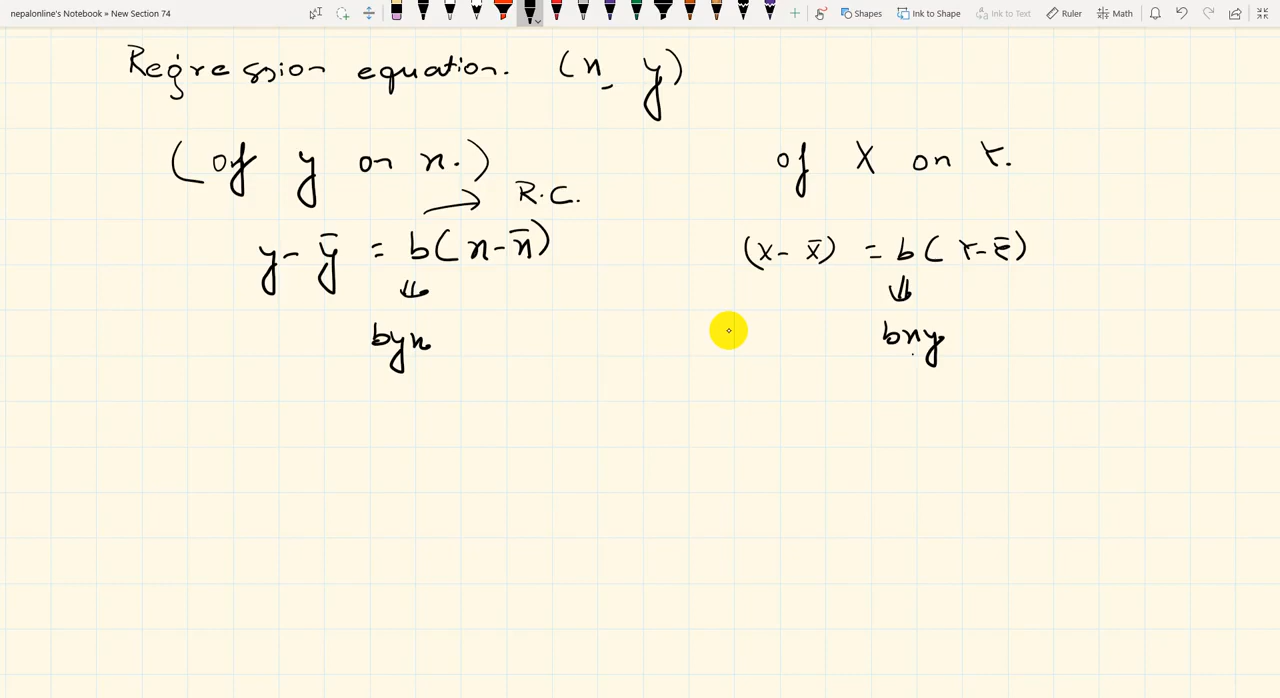 nepalonline's Notebook » New Section 74
Shapes Ink to Shape Ink to Text Ruler Math
Regression equation. (x, y)
(of y on x.)
of X on Y.
R.C.
y - ȳ = b(x - x̄)
(X - X̄) = b(Y - Ȳ)
byx
bxy